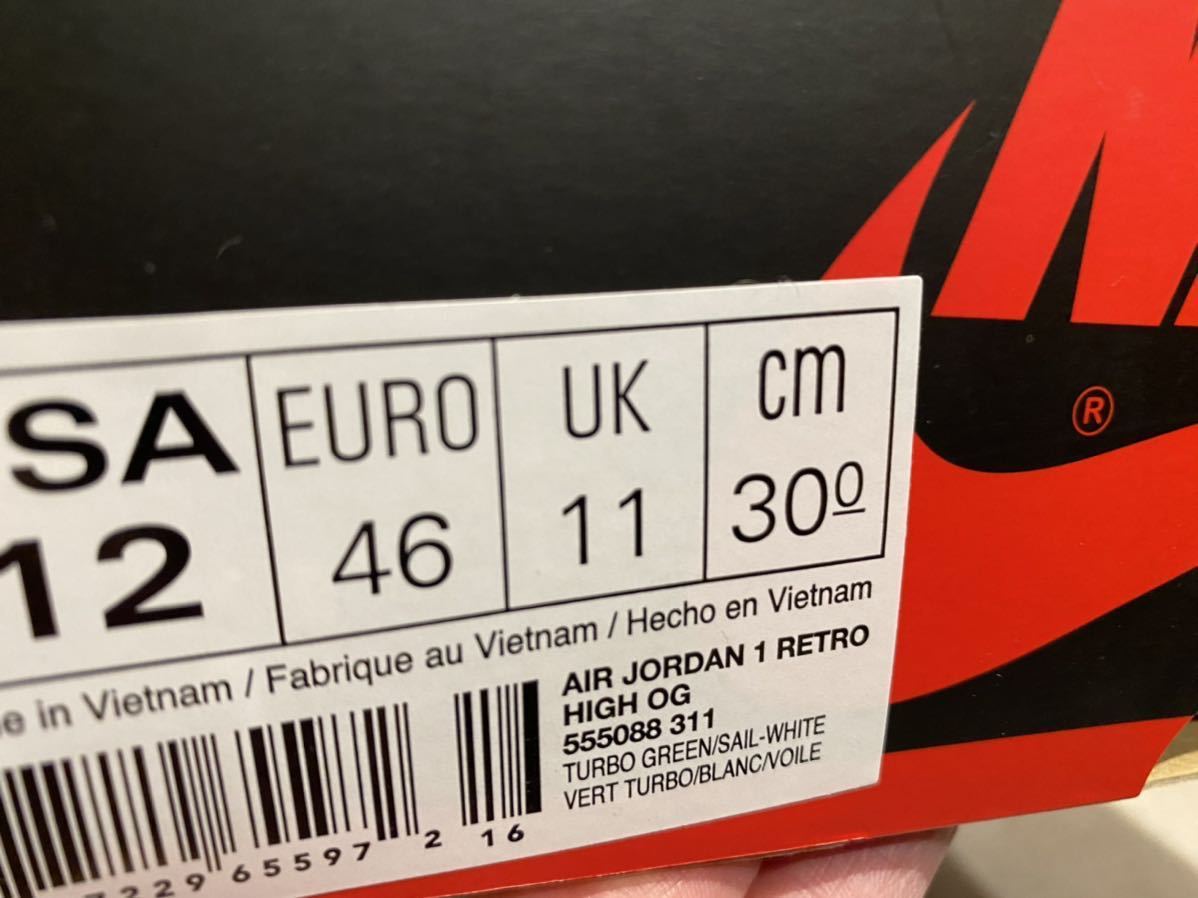 SA EURO UK cm
12 46 11 30 0
e in Vietnam / Fabrique au Vietnam / Hecho en Vietnam
AIR JORDAN 1 RETRO
HIGH OG
555088 311
TURBO GREEN/SAIL-WHITE
VERT TURBO/BLANC/VOILE
7229 65597 2 16
®